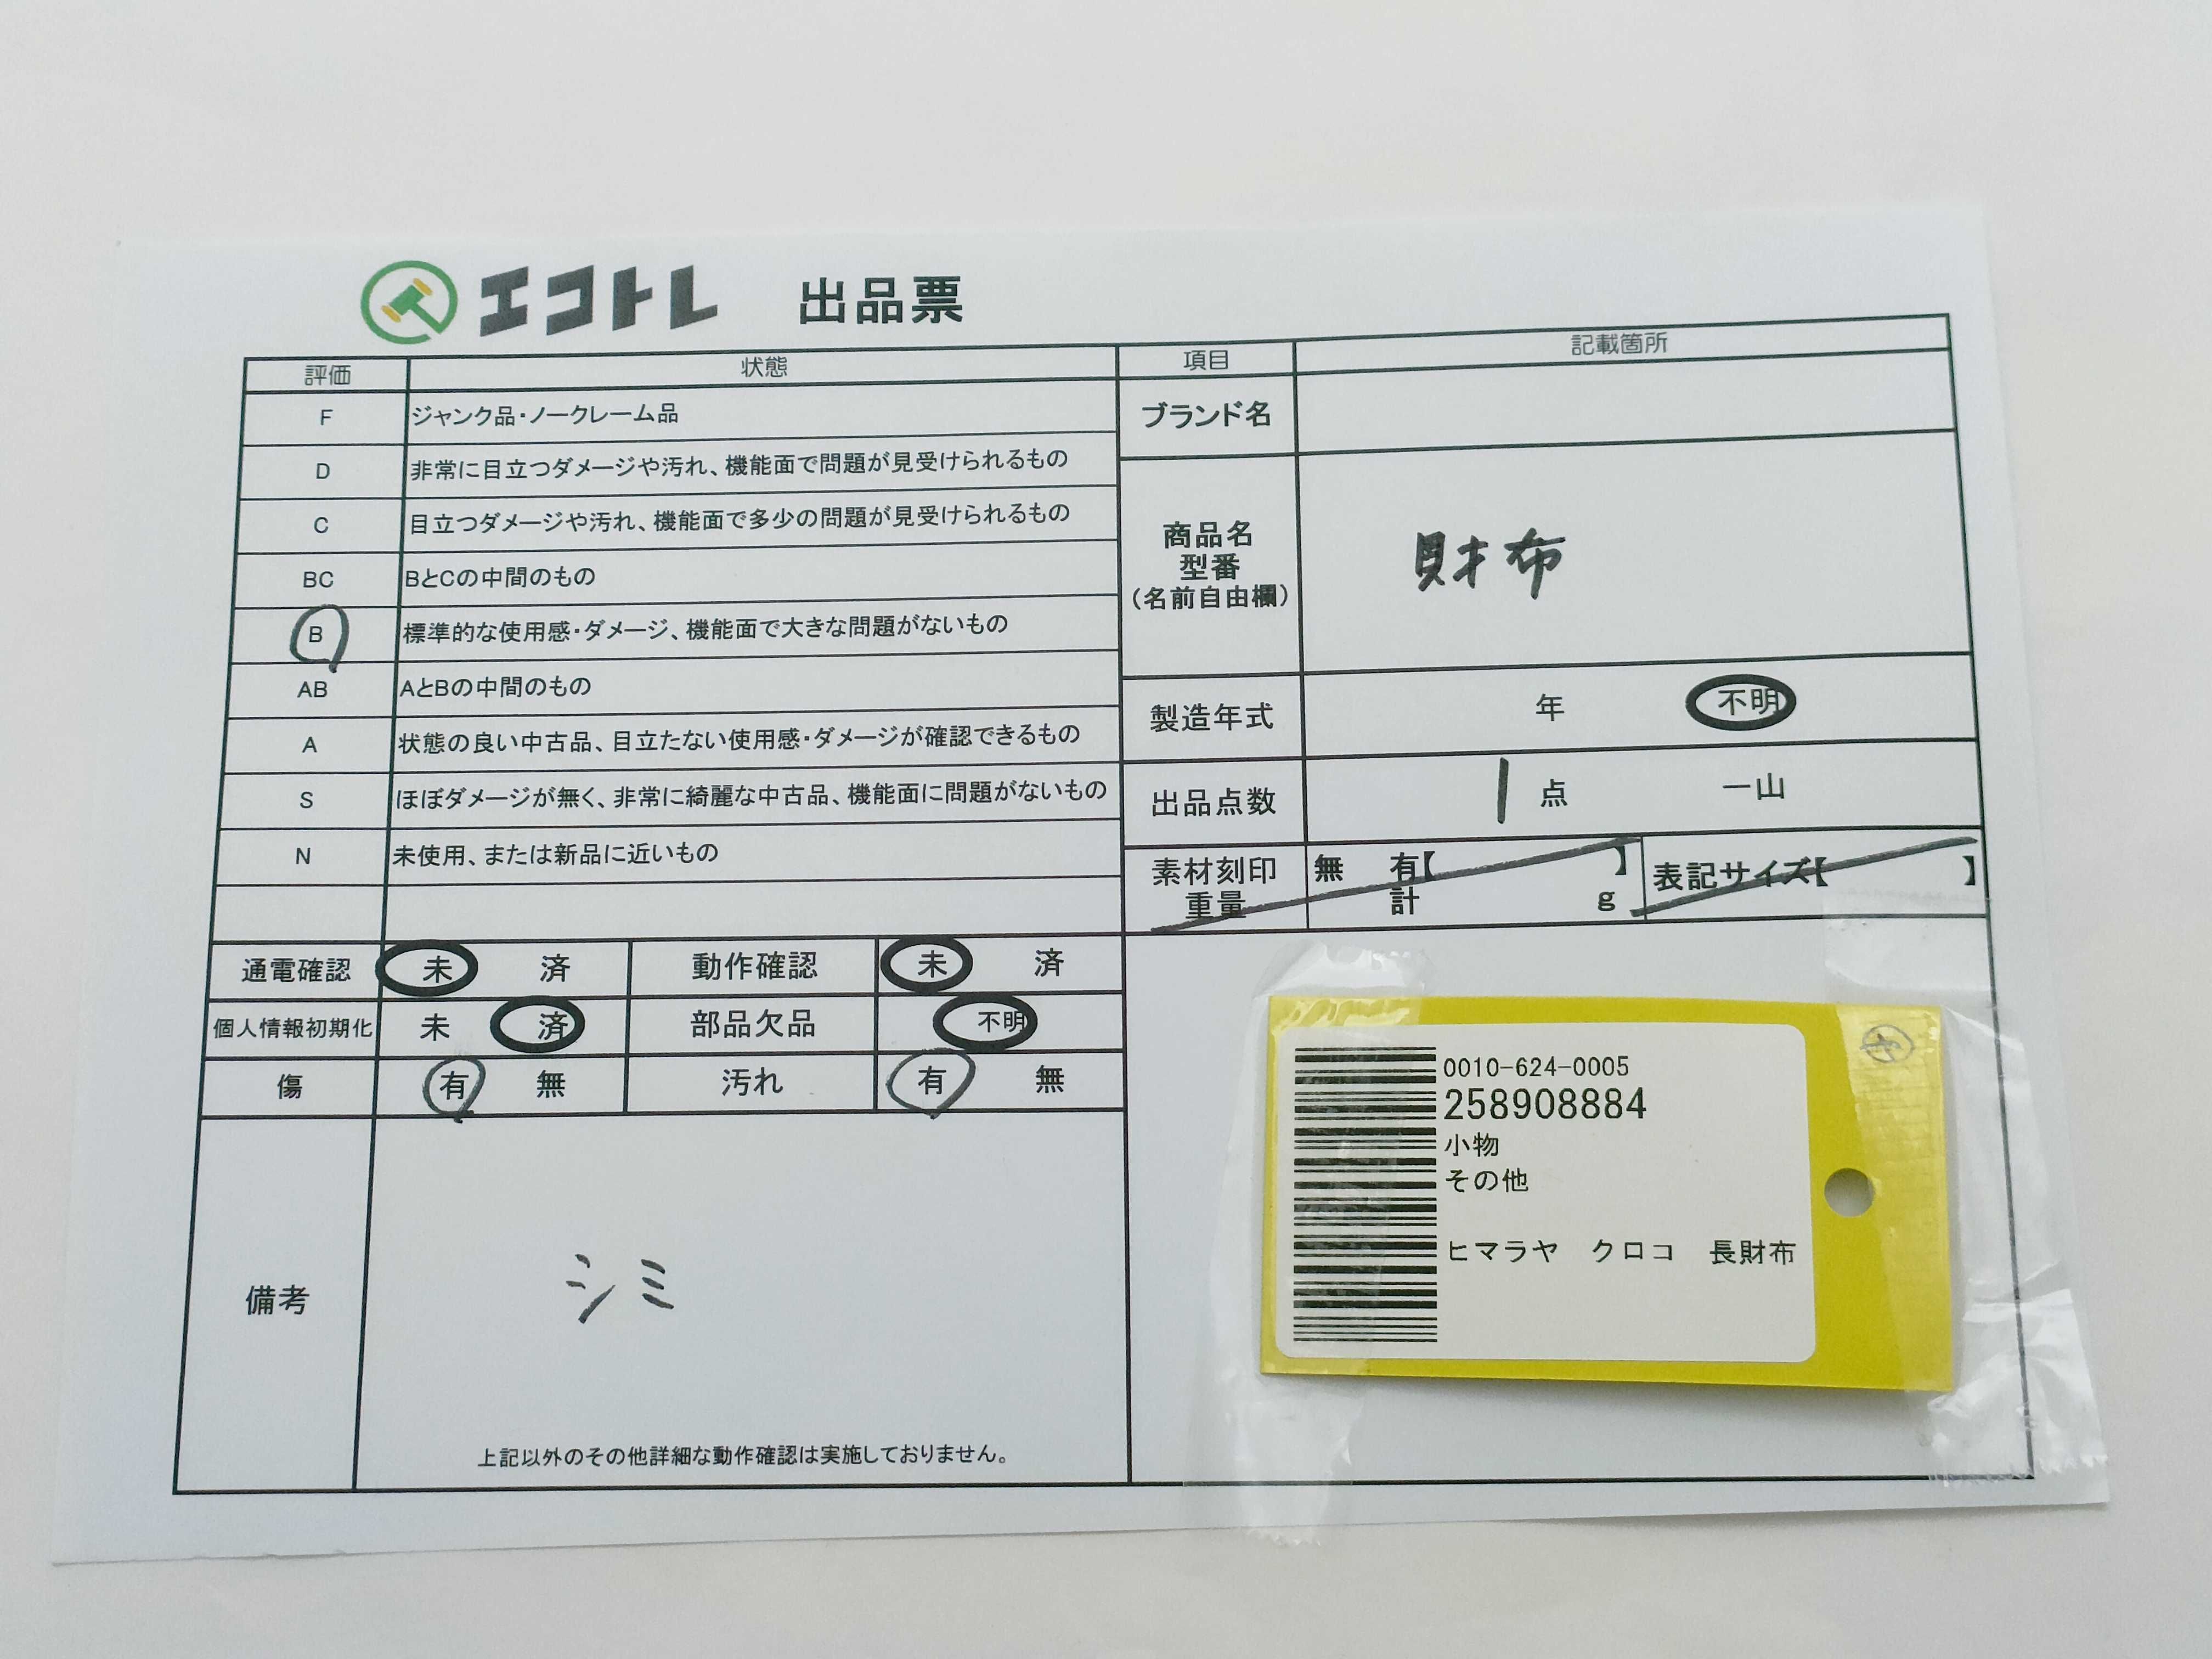 エコトレ 出品票
評価 状態
F ジャンク品・ノークレーム品
D 非常に目立つダメージや汚れ、機能面で問題が見受けられるもの
C 目立つダメージや汚れ、機能面で多少の問題が見受けられるもの
BC BとCの中間のもの
B 標準的な使用感・ダメージ、機能面で大きな問題がないもの
AB AとBの中間のもの
A 状態の良い中古品、目立たない使用感・ダメージが確認できるもの
S ほぼダメージが無く、非常に綺麗な中古品、機能面に問題がないもの
N 未使用、または新品に近いもの
通電確認 未 済 動作確認 未 済
個人情報初期化 未 済 部品欠品 不明
傷 有 無 汚れ 有 無
備考 シミ
上記以外のその他詳細な動作確認は実施しておりません。
項目 記載箇所
ブランド名
商品名
型番
(名前自由欄)
財布
製造年式 年 不明
出品点数 1点 一山
素材刻印 無 有【 】 表記サイズ【 】
重量 計 g
0010-624-0005
258908884
小物
その他
ヒマラヤ クロコ 長財布